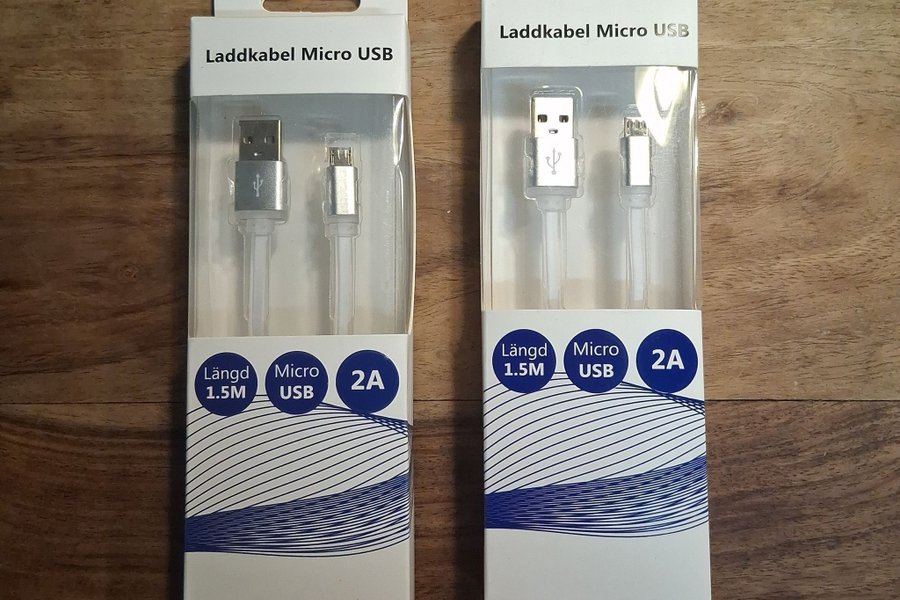 Laddkabel Micro USB
Längd
1.5M
Micro
USB
2A
Laddkabel Micro USB
Längd
1.5M
Micro
USB
2A